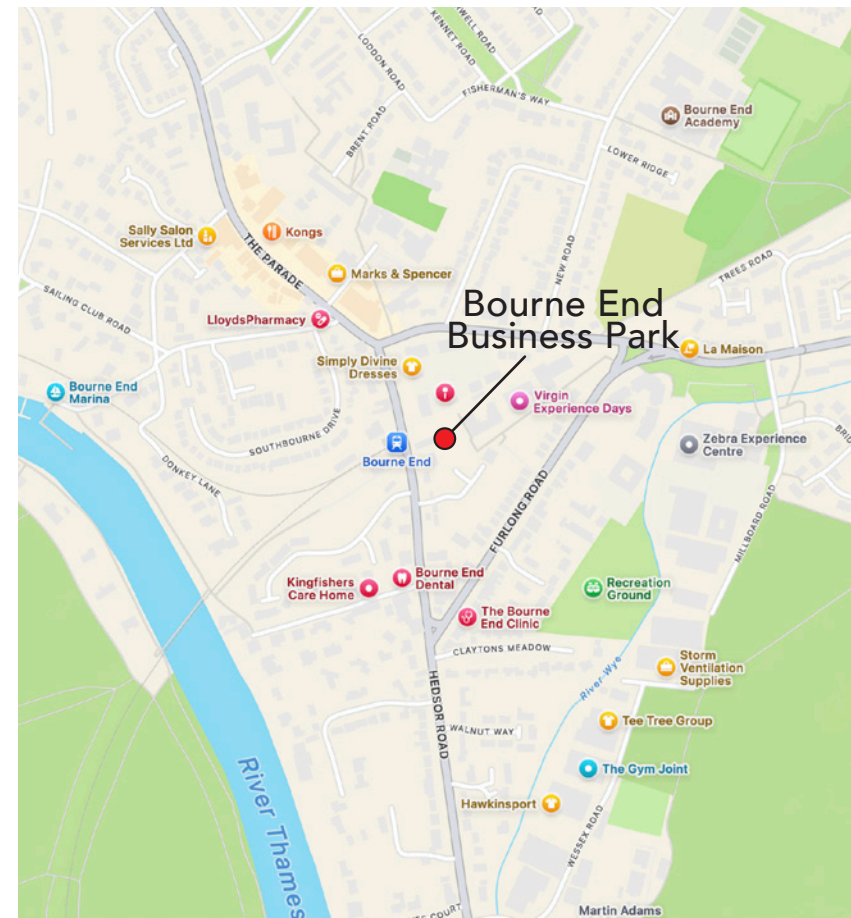 LODDON ROAD
KENNET ROAD
FISHERMAN'S WAY
BRENT ROAD
Bourne End
Academy
LOWER RIDGE
Sally Salon
Services Ltd
Kongs
THE PARADE
Marks & Spencer
NEW ROAD
TREES ROAD
SAILING CLUB ROAD
LloydsPharmacy
Bourne End
Business Park
La Maison
Simply Divine
Dresses
Bourne End
Marina
Virgin
Experience Days
SOUTHBOURNE DRIVE
Zebra Experience
Centre
Bourne End
DONKEY LANE
FURLONG ROAD
MILLBOARD ROAD
Kingfishers
Care Home
Bourne End
Dental
Recreation
Ground
The Bourne
End Clinic
CLAYTONS MEADOW
Storm
Ventilation
Supplies
River Wye
HEDSOR ROAD
Tee Tree Group
WALNUT WAY
The Gym Joint
River Thames
Hawkinsport
WESSEX ROAD
COURT
Martin Adams